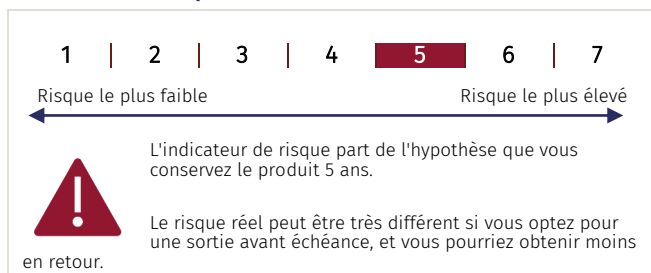 1 | 2 | 3 | 4 | 5 | 6 | 7
Risque le plus faible Risque le plus élevé
L'indicateur de risque part de l'hypothèse que vous
conservez le produit 5 ans.
Le risque réel peut être très différent si vous optez pour
une sortie avant échéance, et vous pourriez obtenir moins
en retour.